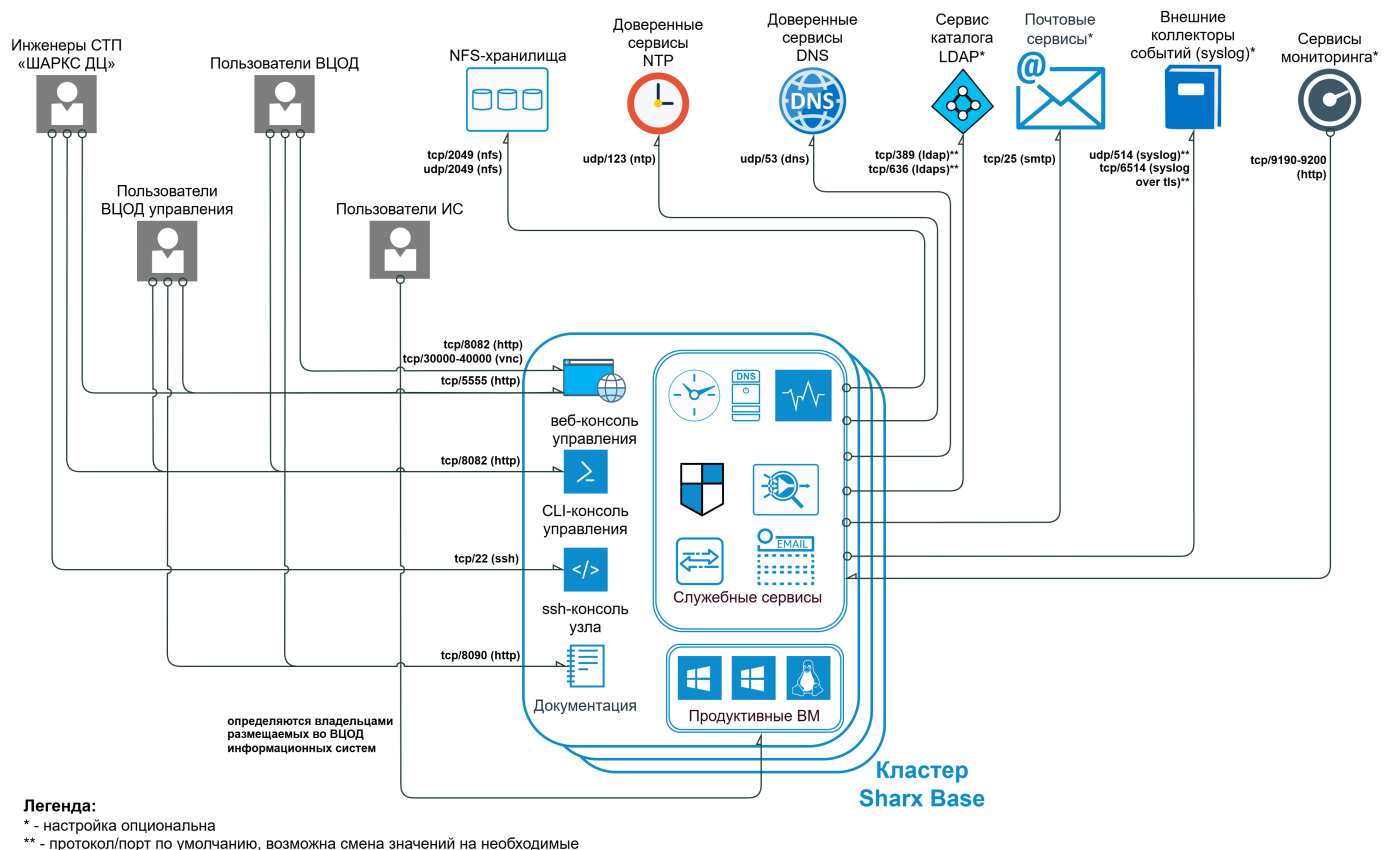 Инженеры СТП
«ШАРКС ДЦ»
Пользователи ВЦОД
NFS-хранилища
Доверенные
сервисы
NTP
Доверенные
сервисы
DNS
Сервис
каталога
LDAP*
Почтовые
сервисы*
Внешние
коллекторы
событий (syslog)*
Сервисы
мониторинга*
@
DNS
tcp/2049 (nfs)
udp/2049 (nfs)
udp/123 (ntp)
udp/53 (dns)
tcp/389 (ldap)**
tcp/636 (ldaps)**
tcp/25 (smtp)
udp/514 (syslog)**
tcp/6514 (syslog
over tls)**
tcp/9190-9200
(http)
Пользователи
ВЦОД управления
Пользователи ИС
tcp/8082 (http)
tcp/30000-40000 (vnc)
tcp/5555 (http)
DNS
веб-консоль
управления
tcp/8082 (http)
CLI-консоль
управления
tcp/22 (ssh)
</>
EMAIL
Служебные сервисы
ssh-консоль
узла
tcp/8090 (http)
Документация
Продуктивные ВМ
определяются владельцами
размещаемых во ВЦОД
информационных систем
Кластер
Sharx Base
Легенда:
* - настройка опциональна
** - протокол/порт по умолчанию, возможна смена значений на необходимые